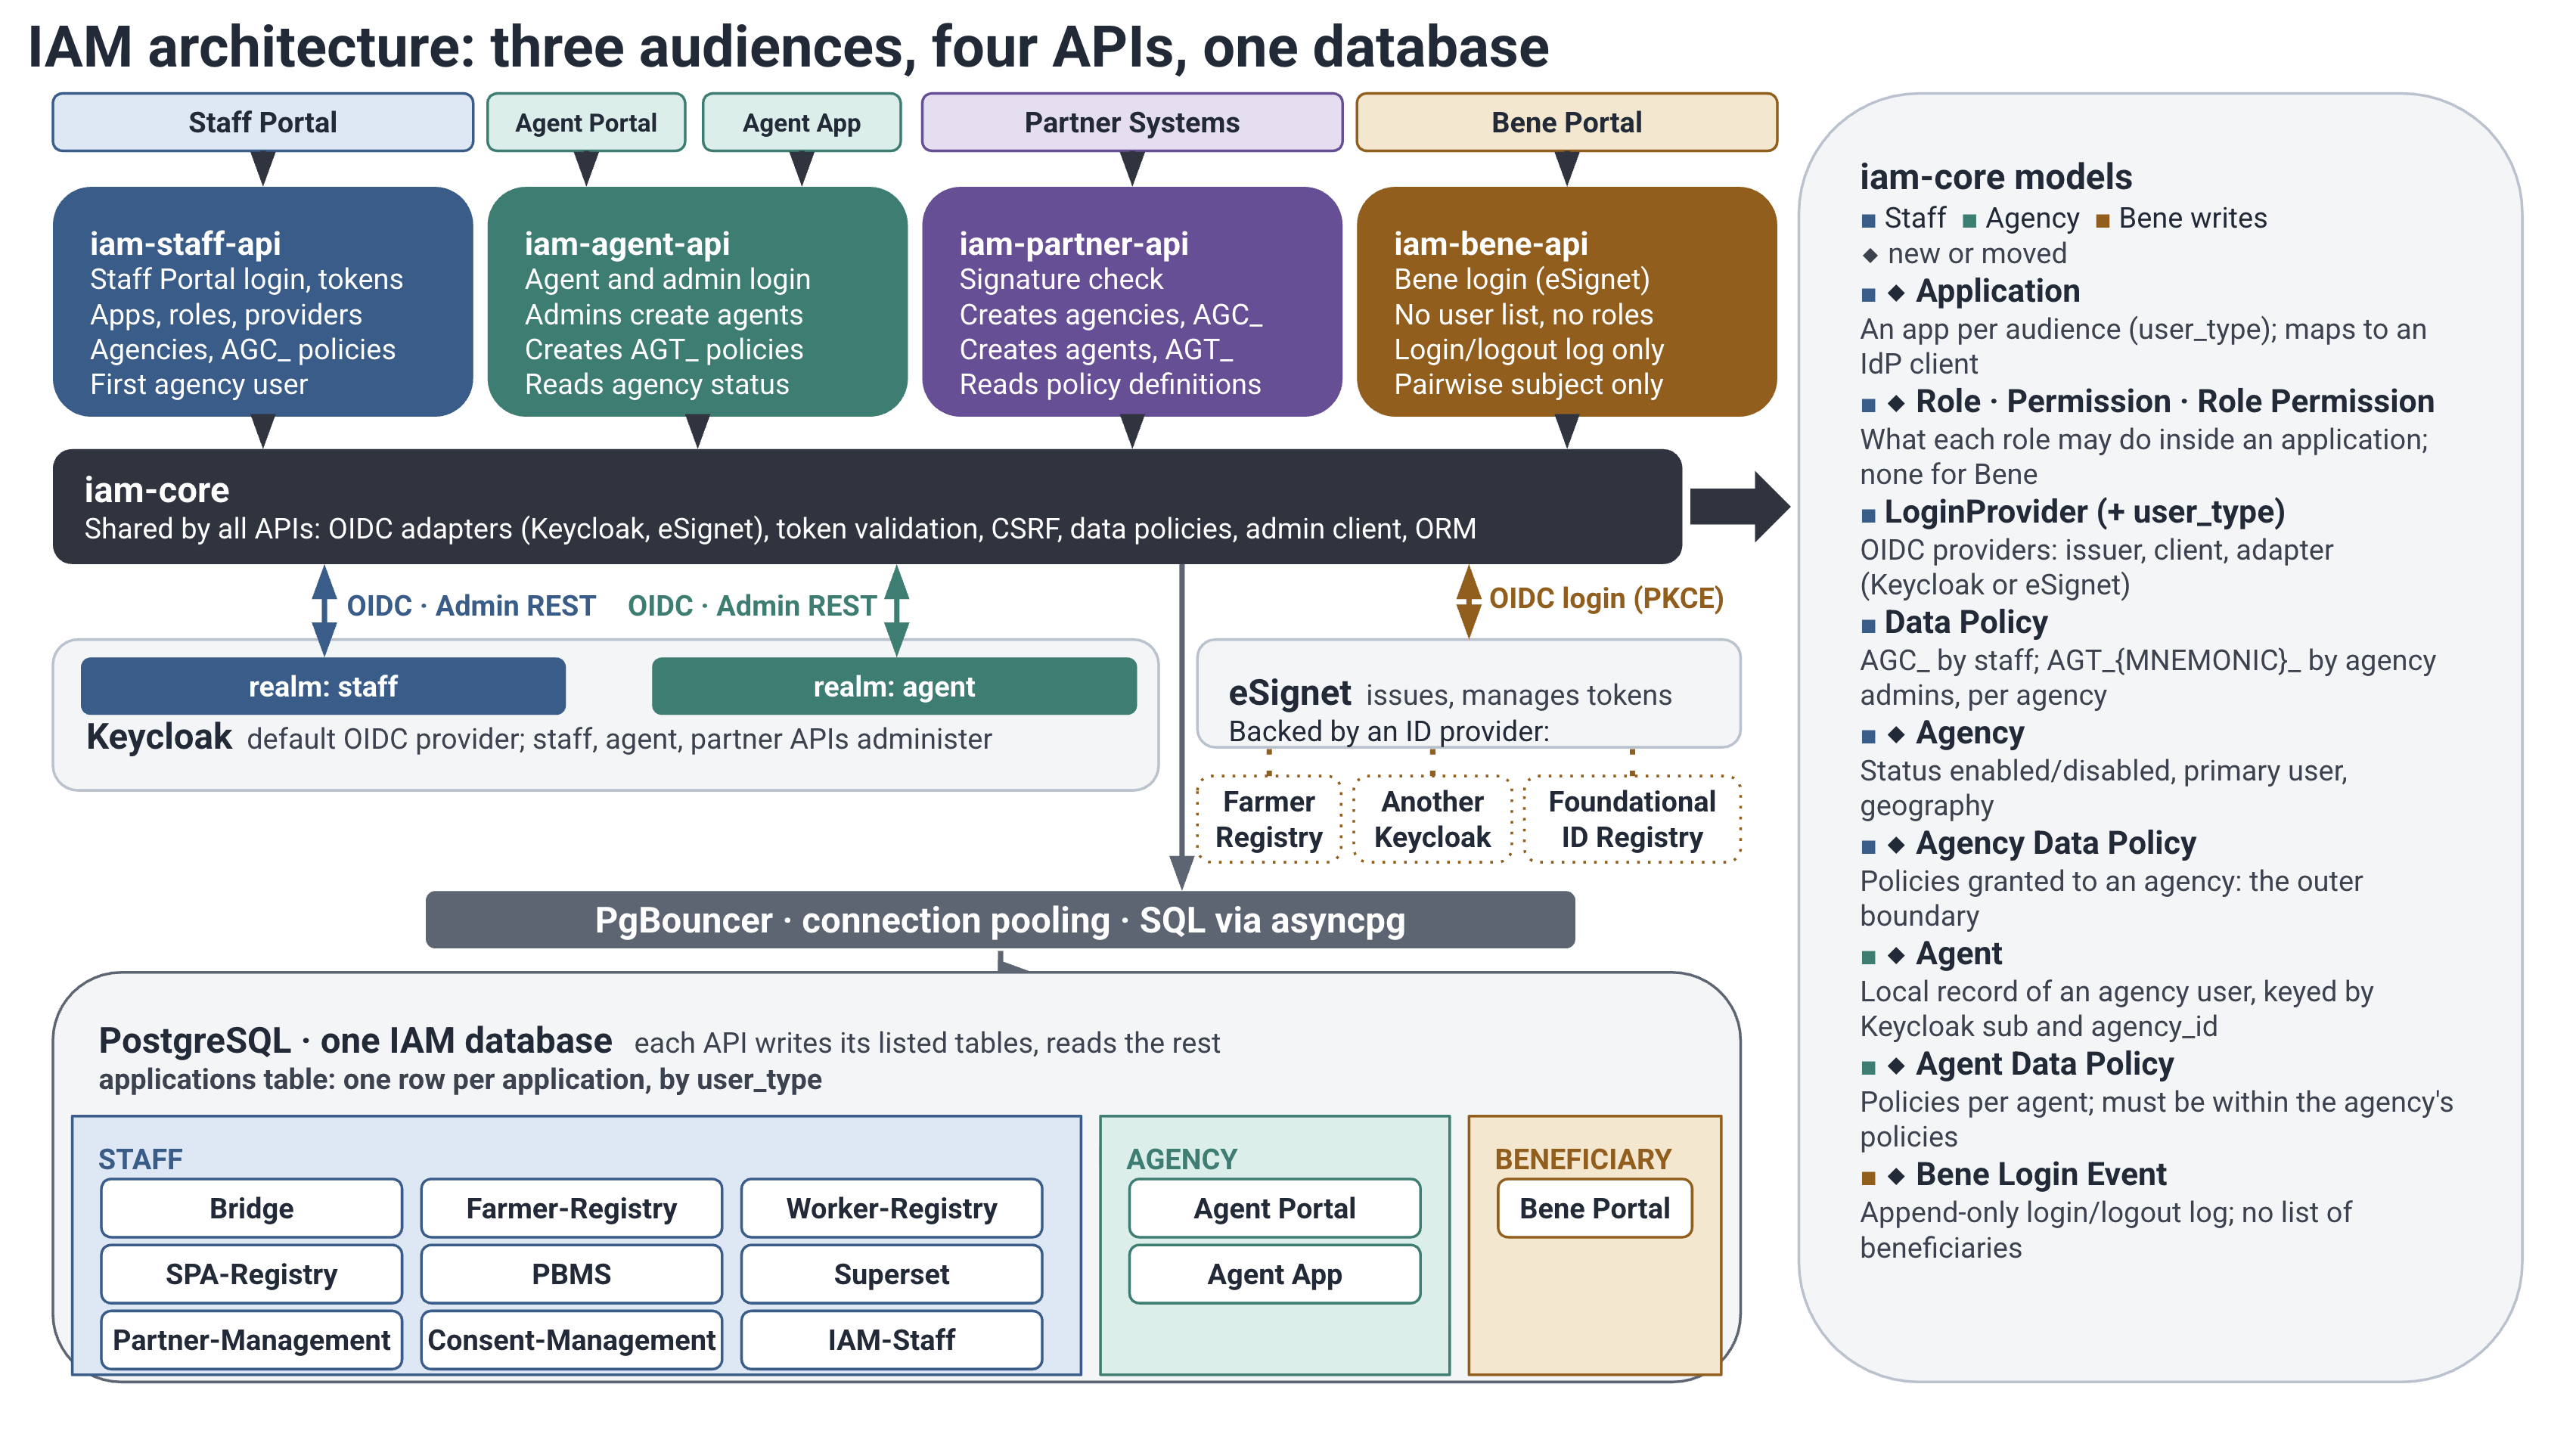 IAM architecture: three audiences, four APIs, one database
Staff Portal
Agent Portal
Agent App
Partner Systems
Bene Portal
iam-staff-api
Staff Portal login, tokens
Apps, roles, providers
Agencies, AGC_ policies
First agency user
iam-agent-api
Agent and admin login
Admins create agents
Creates AGT_ policies
Reads agency status
iam-partner-api
Signature check
Creates agencies, AGC_
Creates agents, AGT_
Reads policy definitions
iam-bene-api
Bene login (eSignet)
No user list, no roles
Login/logout log only
Pairwise subject only
iam-core
Shared by all APIs: OIDC adapters (Keycloak, eSignet), token validation, CSRF, data policies, admin client, ORM
OIDC · Admin REST
OIDC · Admin REST
OIDC login (PKCE)
realm: staff
realm: agent
Keycloak default OIDC provider; staff, agent, partner APIs administer
eSignet issues, manages tokens
Backed by an ID provider:
Farmer
Registry
Another
Keycloak
Foundational
ID Registry
PgBouncer · connection pooling · SQL via asyncpg
PostgreSQL · one IAM database each API writes its listed tables, reads the rest
applications table: one row per application, by user_type
STAFF
Bridge
Farmer-Registry
Worker-Registry
SPA-Registry
PBMS
Superset
Partner-Management
Consent-Management
IAM-Staff
AGENCY
Agent Portal
Agent App
BENEFICIARY
Bene Portal
iam-core models
■ Staff ■ Agency ■ Bene writes
◆ new or moved
■ ◆ Application
An app per audience (user_type); maps to an
IdP client
■ ◆ Role · Permission · Role Permission
What each role may do inside an application;
none for Bene
■ LoginProvider (+ user_type)
OIDC providers: issuer, client, adapter
(Keycloak or eSignet)
■ Data Policy
AGC_ by staff; AGT_{MNEMONIC}_ by agency
admins, per agency
■ ◆ Agency
Status enabled/disabled, primary user,
geography
■ ◆ Agency Data Policy
Policies granted to an agency: the outer
boundary
■ ◆ Agent
Local record of an agency user, keyed by
Keycloak sub and agency_id
■ ◆ Agent Data Policy
Policies per agent; must be within the agency's
policies
■ ◆ Bene Login Event
Append-only login/logout log; no list of
beneficiaries